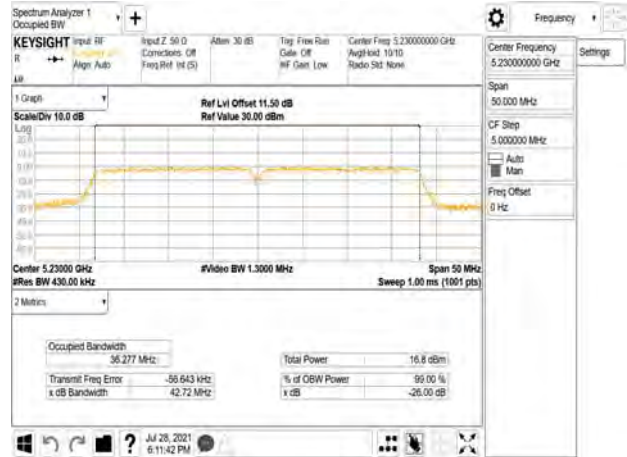 Spectrum Analyzer 1
Occupied BW
Frequency
KEYSIGHT
Input: RF
Input Z: 50 Ω
Atten: 30 dB
Trig: Free Run
Center Freq: 5.230000000 GHz
R
Corrections: Off
Gate: Off
Avg|Hold: 10/10
Align: Auto
Freq Ref: Int (S)
#IF Gain: Low
Radio Std: None
Center Frequency
5.230000000 GHz
Settings
Span
50.000 MHz
CF Step
5.000000 MHz
Auto
Man
Freq Offset
0 Hz
1 Graph
Ref Lvl Offset 11.50 dB
Scale/Div 10.0 dB
Ref Value 30.00 dBm
Log
Center 5.23000 GHz
#Video BW 1.3000 MHz
Span 50 MHz
#Res BW 430.00 kHz
Sweep 1.00 ms (1001 pts)
2 Metrics
Occupied Bandwidth
36.277 MHz
Total Power
16.8 dBm
Transmit Freq Error
-56.643 kHz
% of OBW Power
99.00 %
x dB Bandwidth
42.72 MHz
x dB
-26.00 dB
Jul 28, 2021
6:11:42 PM